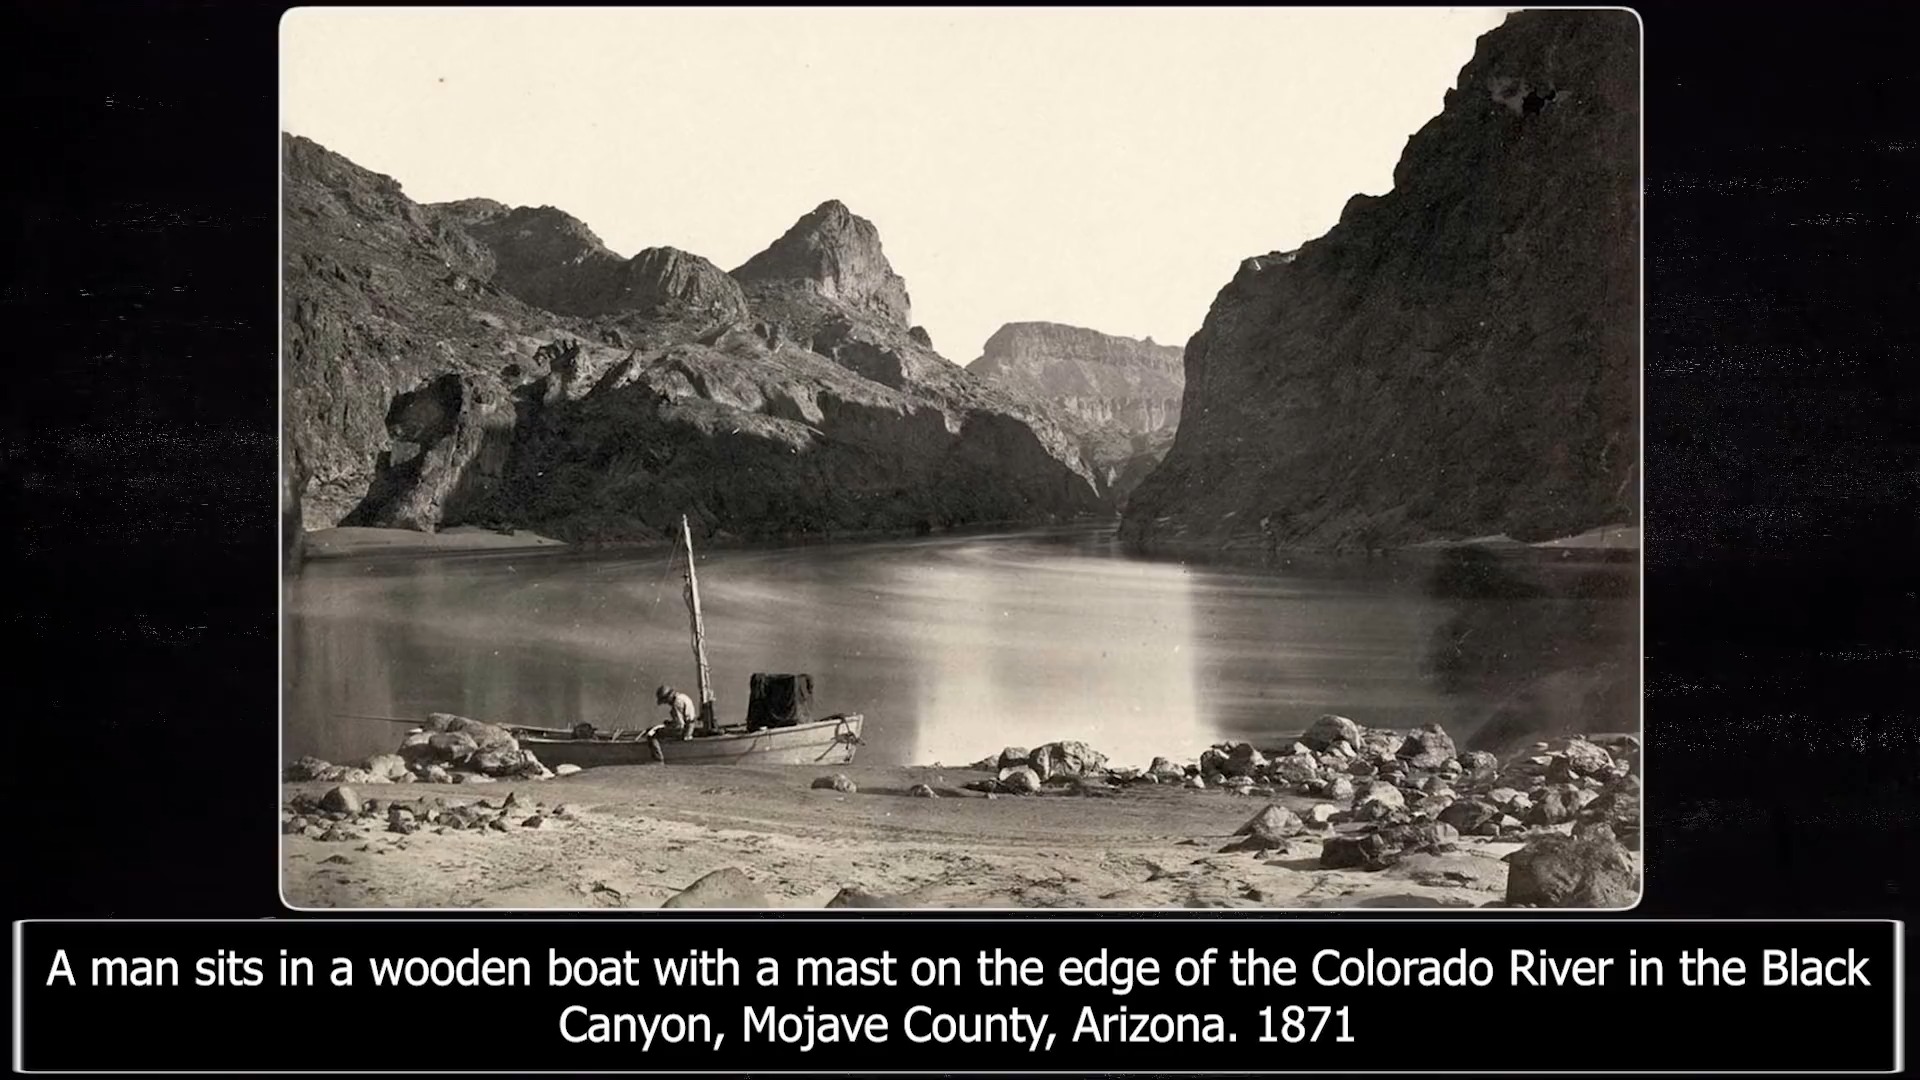 A man sits in a wooden boat with a mast on the edge of the Colorado River in the Black
Canyon, Mojave County, Arizona. 1871